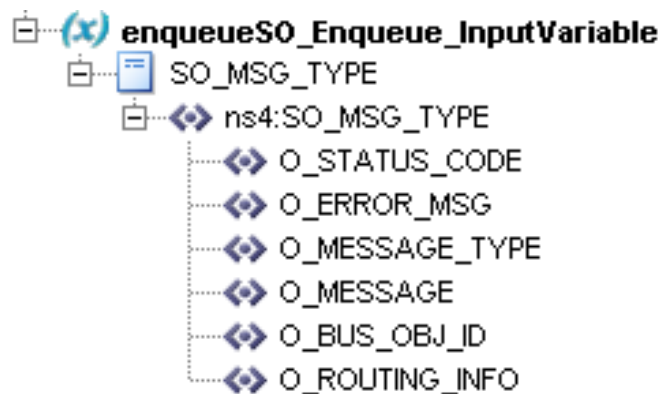 (x) enqueueSO_Enqueue_InputVariable
SO_MSG_TYPE
ns4:SO_MSG_TYPE
O_STATUS_CODE
O_ERROR_MSG
O_MESSAGE_TYPE
O_MESSAGE
O_BUS_OBJ_ID
O_ROUTING_INFO